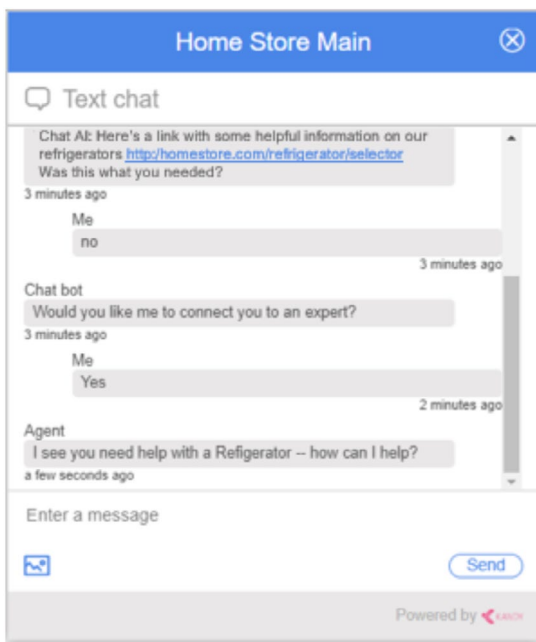 Home Store Main
Text chat
Chat AI: Here's a link with some helpful information on our
refrigerators http:/homestore.com/refrigerator/selector
Was this what you needed?
3 minutes ago
Me
no
3 minutes ago
Chat bot
Would you like me to connect you to an expert?
3 minutes ago
Me
Yes
2 minutes ago
Agent
I see you need help with a Refigerator -- how can I help?
a few seconds ago
Enter a message
Send
Powered by